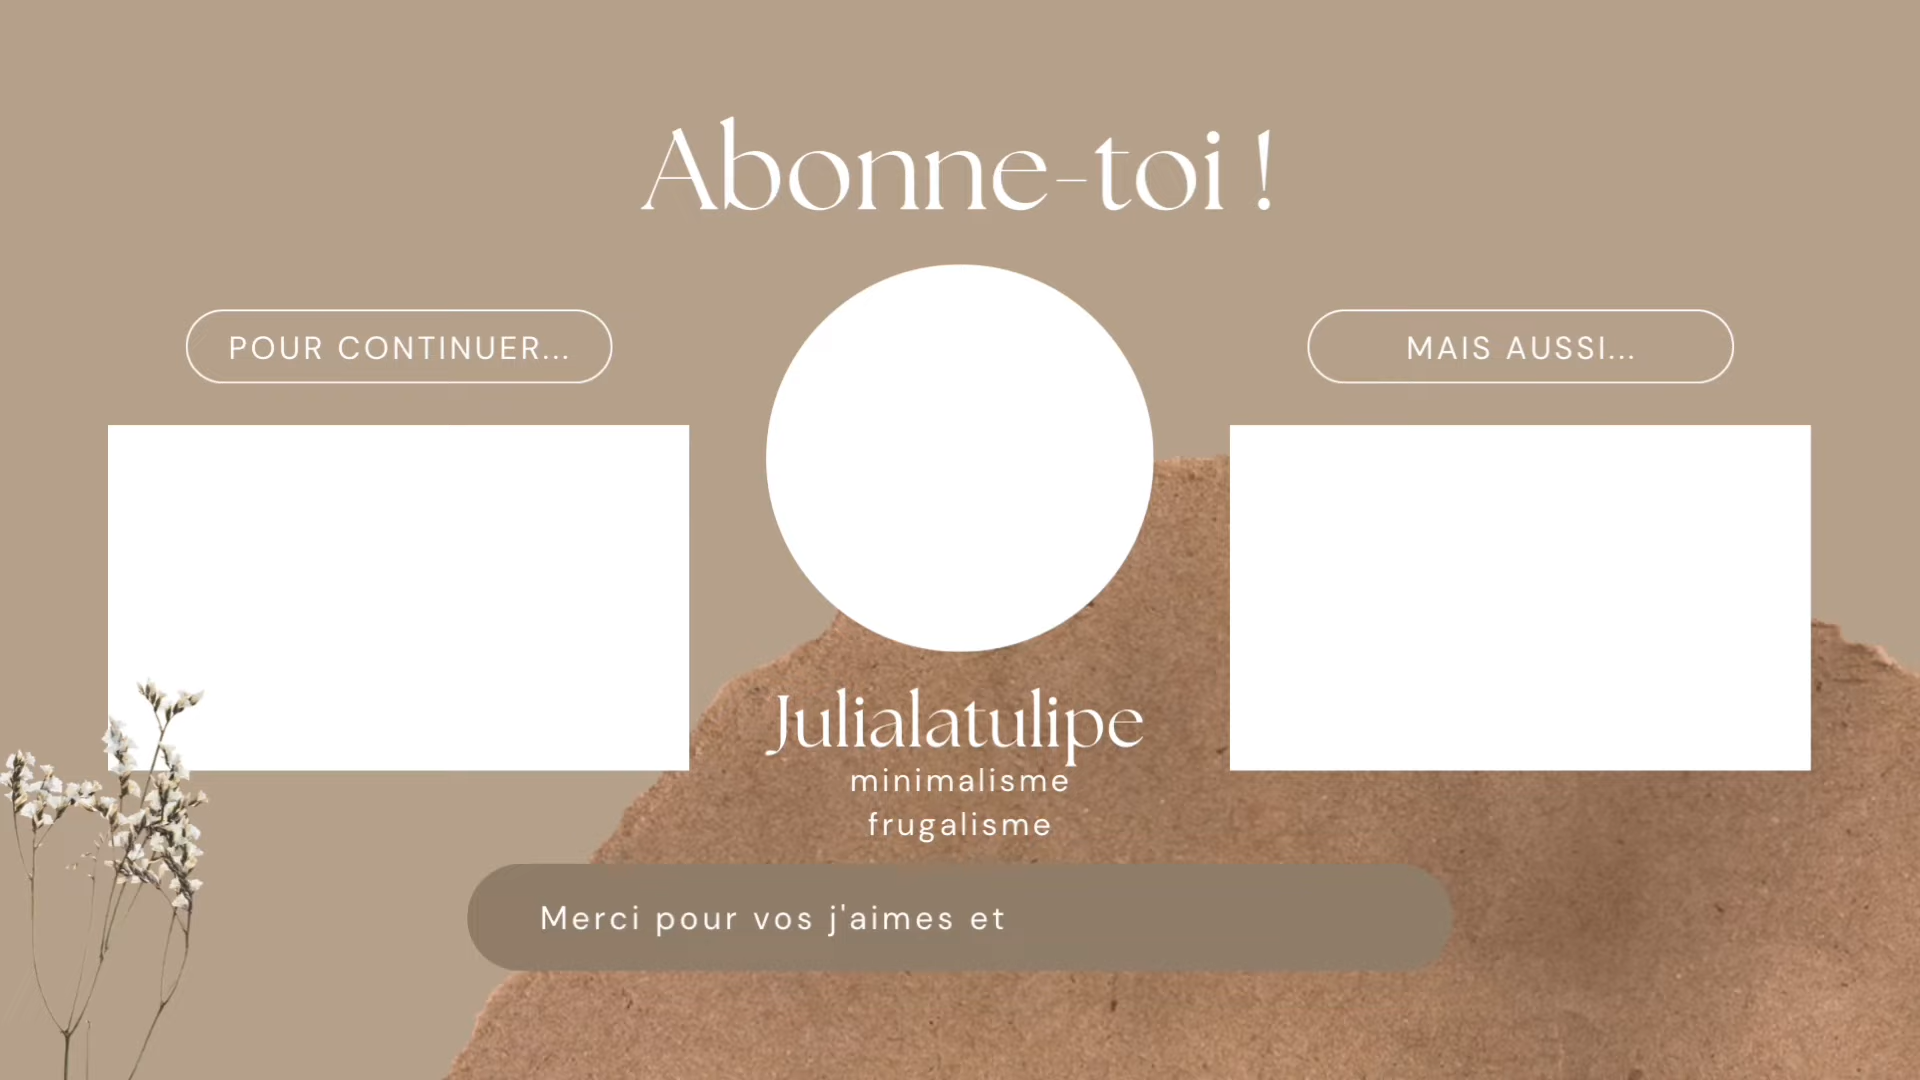 Abonne-toi !
POUR CONTINUER...
MAIS AUSSI...
Julialatulipe
minimalisme
frugalisme
Merci pour vos j'aimes et